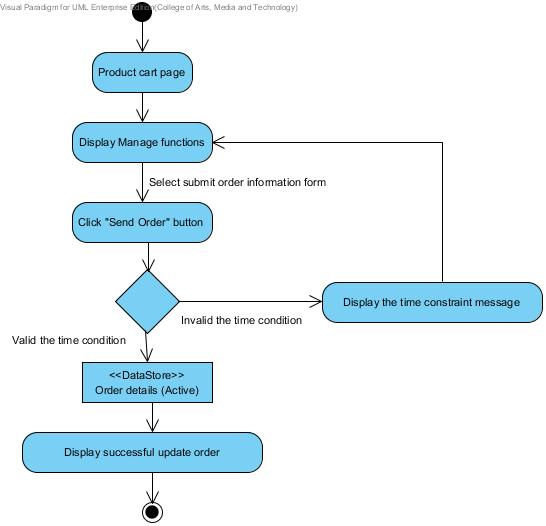 Visual Paradigm for UML Enterprise Edition(College of Arts, Media and Technology)
Product cart page
Display Manage functions
Select submit order information form
Click "Send Order" button
Display the time constraint message
Invalid the time condition
Valid the time condition
<<DataStore>>
Order details (Active)
Display successful update order